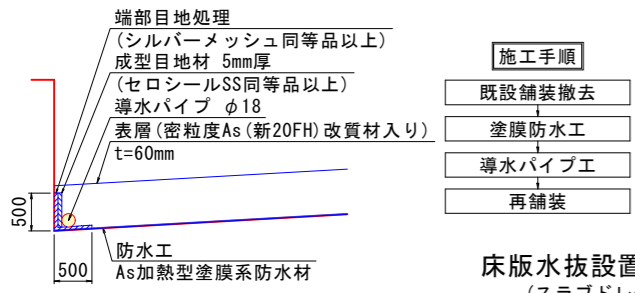 端部目地処理
(シルバーメッシュ同等品以上)
成型目地材 5mm厚
(セロシールSS同等品以上)
導水パイプ φ18
表層(密粒度As(新20FH)改質材入り)
t=60mm
500
500
防水工
As加熱型塗膜系防水材
施工手順
既設舗装撤去
塗膜防水工
導水パイプ工
再舗装
床版水抜設置